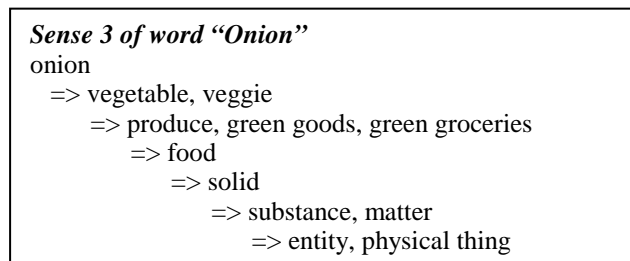 Sense 3 of word “Onion”
onion
=> vegetable, veggie
=> produce, green goods, green groceries
=> food
=> solid
=> substance, matter
=> entity, physical thing